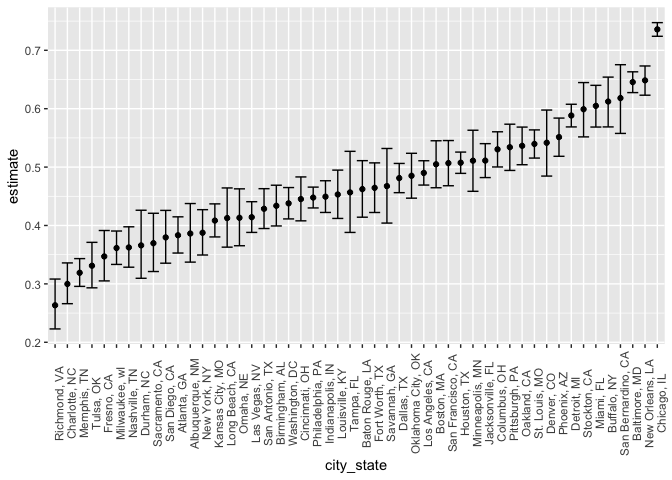 0.7
0.6
0.5
0.4
0.3
0.2
estimate
Richmond, VA
Charlotte, NC
Memphis, TN
Tulsa, OK
Fresno, CA
Milwaukee, wI
Nashville, TN
Durham, NC
Sacramento, CA
San Diego, CA
Atlanta, GA
Albuquerque, NM
New York, NY
Kansas City, MO
Long Beach, CA
Omaha, NE
Las Vegas, NV
San Antonio, TX
Birmingham, AL
Washington, DC
Cincinnati, OH
Philadelphia, PA
Indianapolis, IN
Louisville, KY
Tampa, FL
Baton Rouge, LA
Fort Worth, TX
Savannah, GA
Dallas, TX
Oklahoma City, OK
Los Angeles, CA
Boston, MA
San Francisco, CA
Houston, TX
Minneapolis, MN
Jacksonville, FL
Columbus, OH
Pittsburgh, PA
Oakland, CA
St. Louis, MO
Denver, CO
Phoenix, AZ
Detroit, MI
Stockton, CA
Miami, FL
Buffalo, NY
San Bernardino, CA
Baltimore, MD
New Orleans, LA
Chicago, IL
city_state